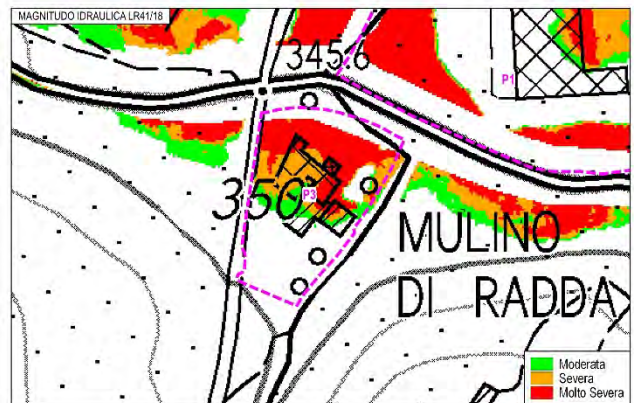 MAGNITUDO IDRAULICA LR41/18
345.6
P1
350
P3
MULINO
DI RADDA
Moderata
Severa
Molto Severa